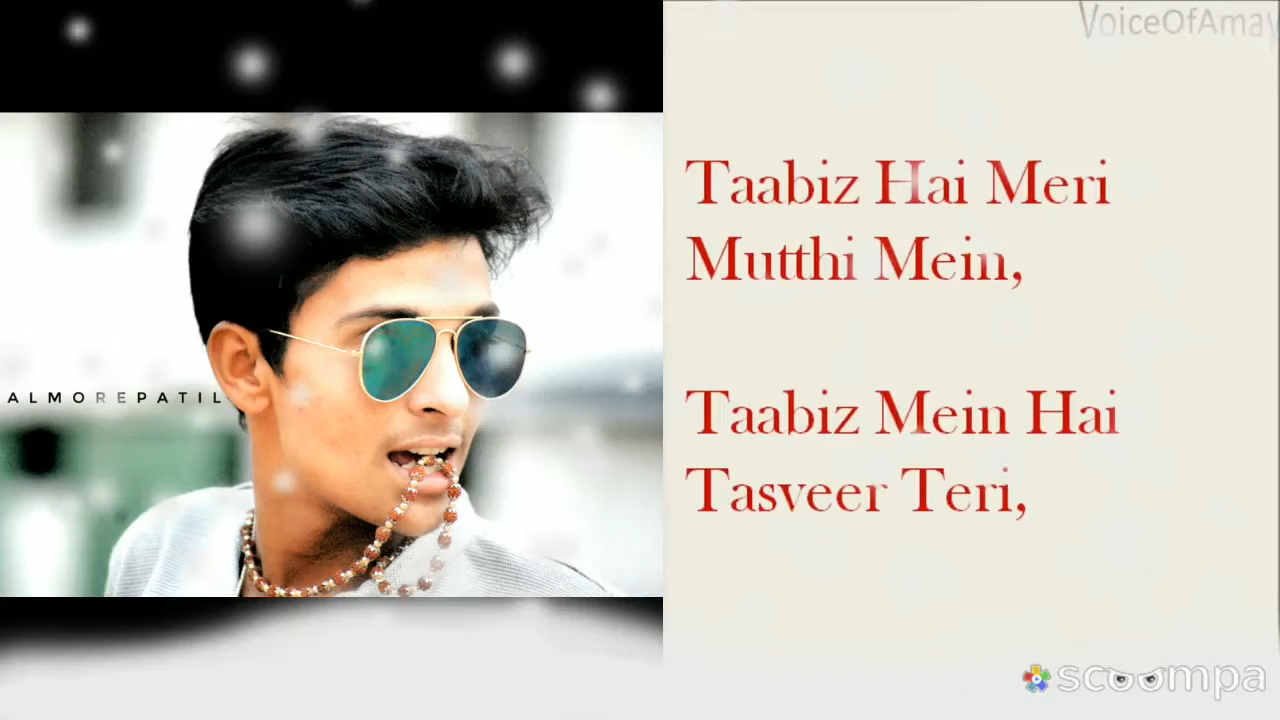 VoiceOfAmay
Taabiz Hai Meri
Mutthi Mein,
Taabiz Mein Hai
Tasveer Teri,
ALMOREPATIL
scoompa